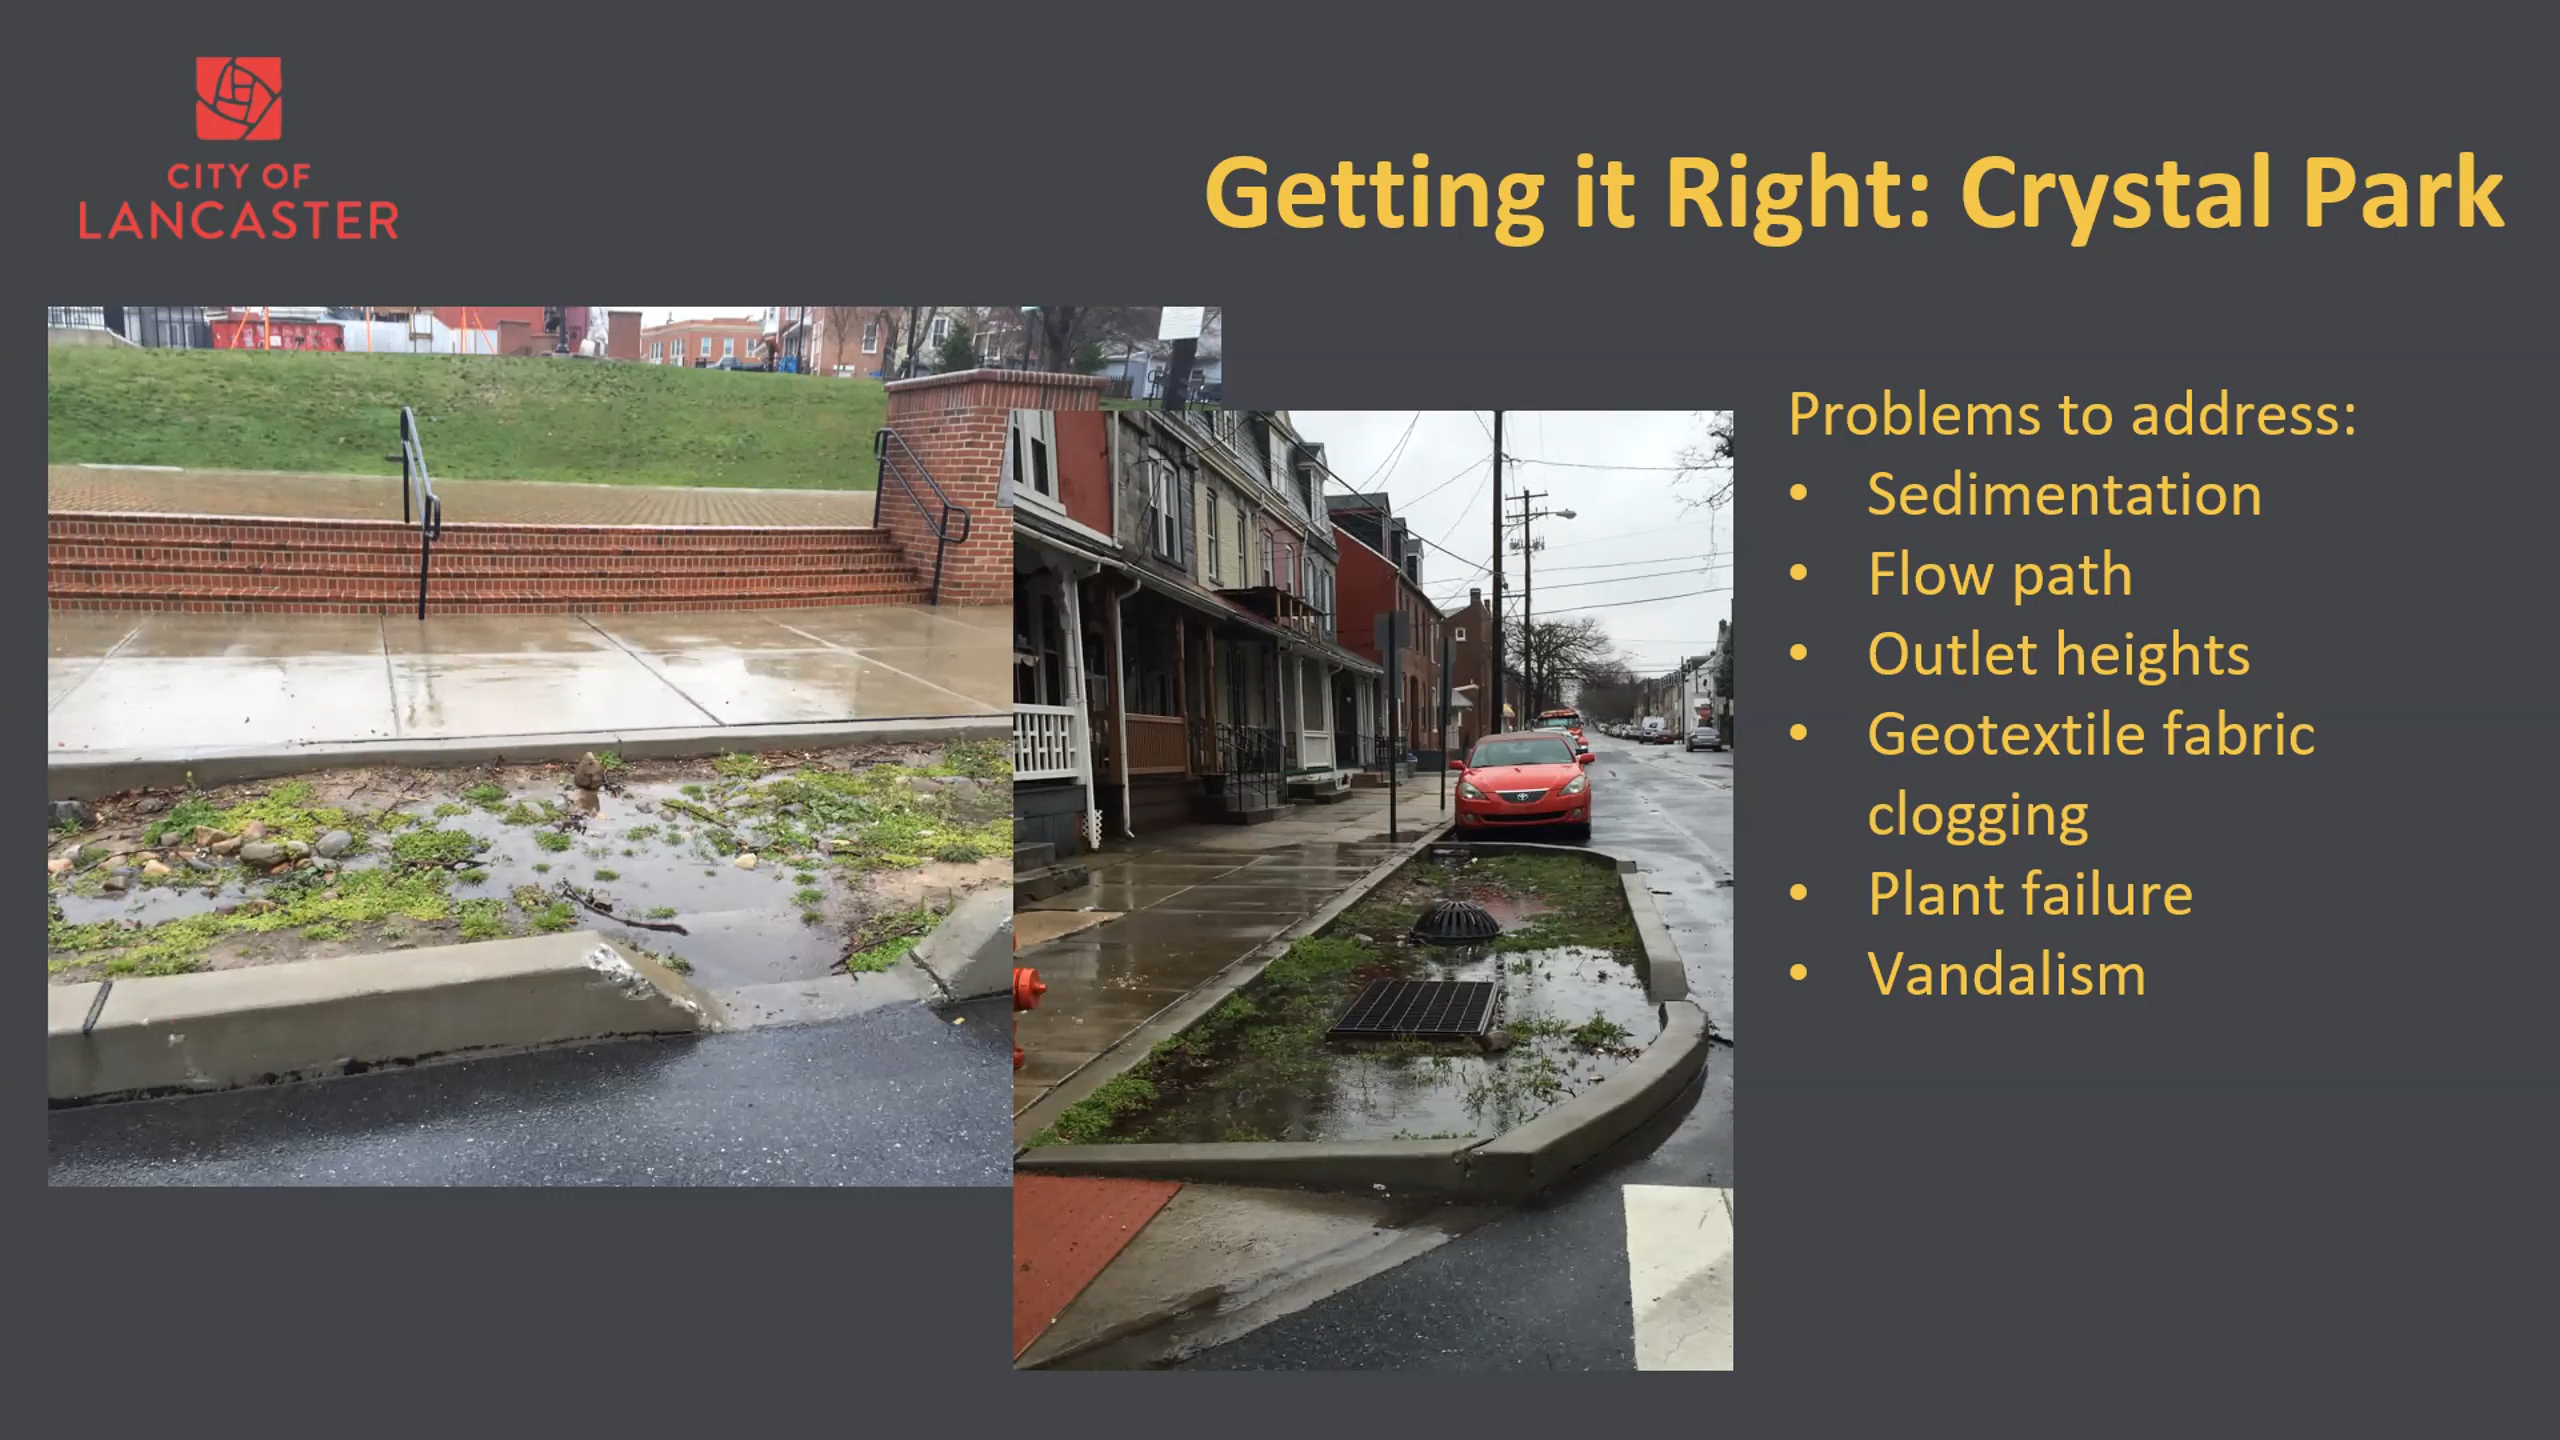 CITY OF
LANCASTER
Getting it Right: Crystal Park
Problems to address:
• Sedimentation
• Flow path
• Outlet heights
• Geotextile fabric
clogging
• Plant failure
• Vandalism